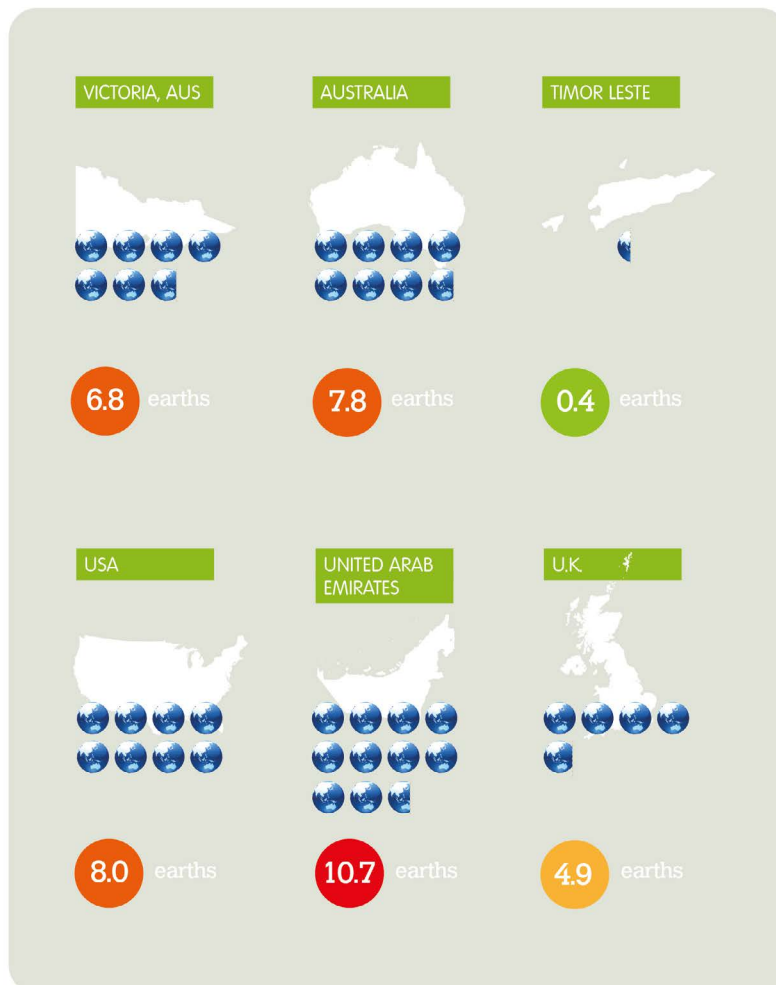 VICTORIA, AUS
AUSTRALIA
TIMOR LESTE
6.8 earths
7.8 earths
0.4 earths
USA
UNITED ARAB
EMIRATES
U.K.
8.0 earths
10.7 earths
4.9 earths